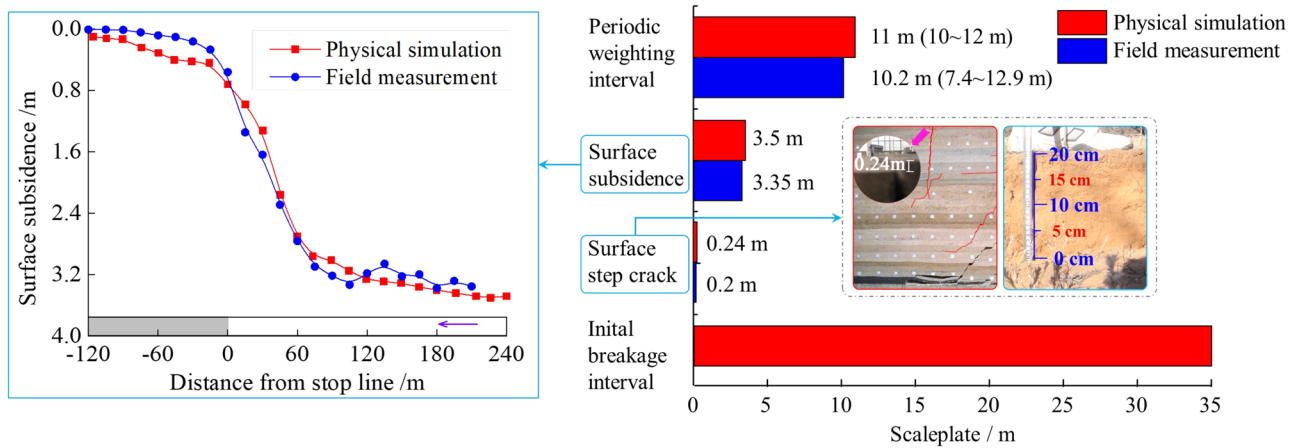 0.0
0.8
1.6
2.4
3.2
4.0
Surface subsidence /m
Physical simulation
Field measurement
-120
-60
0
60
120
180
240
Distance from stop line /m
Periodic
weighting
interval
11 m (10~12 m)
10.2 m (7.4~12.9 m)
Physical simulation
Field measurement
Surface
subsidence
3.5 m
3.35 m
Surface
step crack
0.24 m
0.2 m
0.24m
20 cm
15 cm
10 cm
5 cm
0 cm
Inital
breakage
interval
0
5
10
15
20
25
30
35
Scaleplate / m